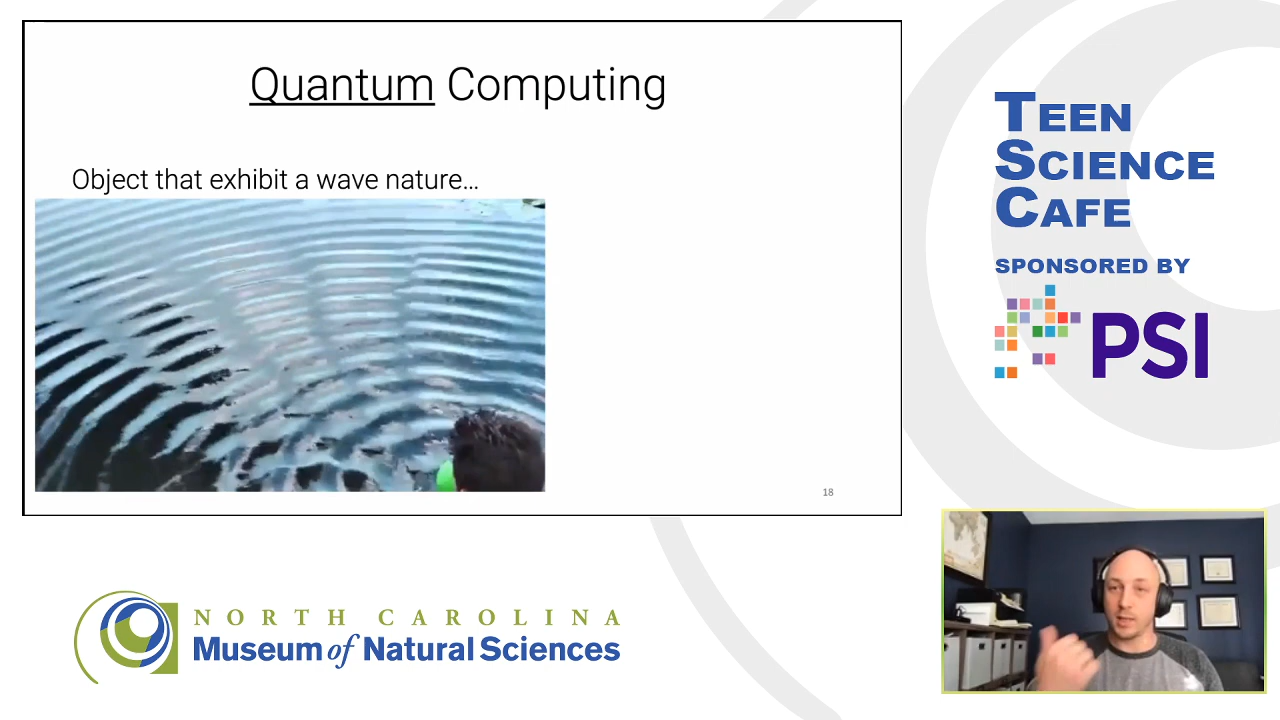 Quantum Computing
Object that exhibit a wave nature...
18
TEEN
SCIENCE
CAFE
SPONSORED BY
PSI
NORTH CAROLINA
Museum of Natural Sciences